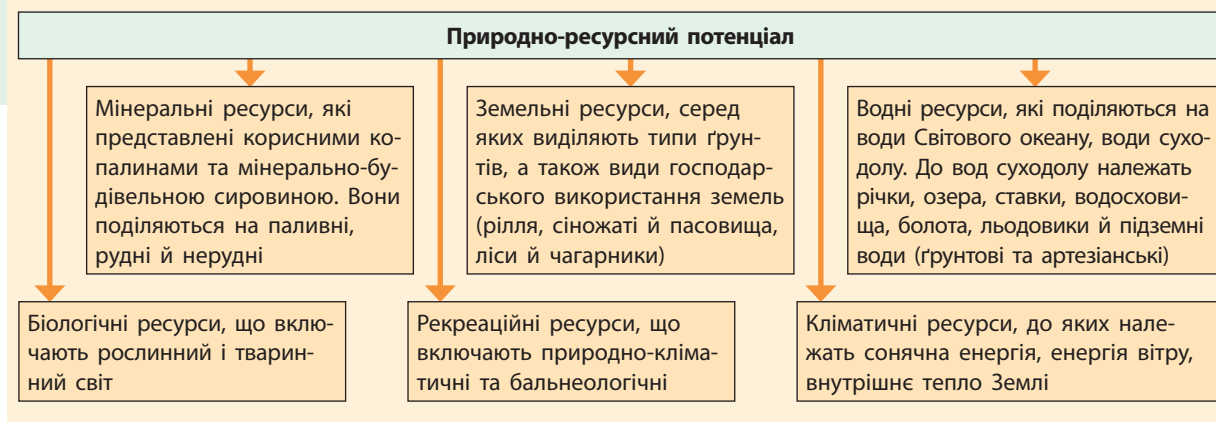 Природно-ресурсний потенціал
Мінеральні ресурси, які
представлені корисними ко-
палинами та мінерально-бу-
дівельною сировиною. Вони
поділяються на паливні,
рудні й нерудні
Земельні ресурси, серед
яких виділяють типи ґрун-
тів, а також види господар-
ського використання земель
(рілля, сіножаті й пасовища,
ліси й чагарники)
Водні ресурси, які поділяються на
води Світового океану, води сухо-
долу. До вод суходолу належать
річки, озера, ставки, водосхови-
ща, болота, льодовики й підземні
води (ґрунтові та артезіанські)
Біологічні ресурси, що вклю-
чають рослинний і тварин-
ний світ
Рекреаційні ресурси, що
включають природно-кліма-
тичні та бальнеологічні
Кліматичні ресурси, до яких нале-
жать сонячна енергія, енергія вітру,
внутрішнє тепло Землі